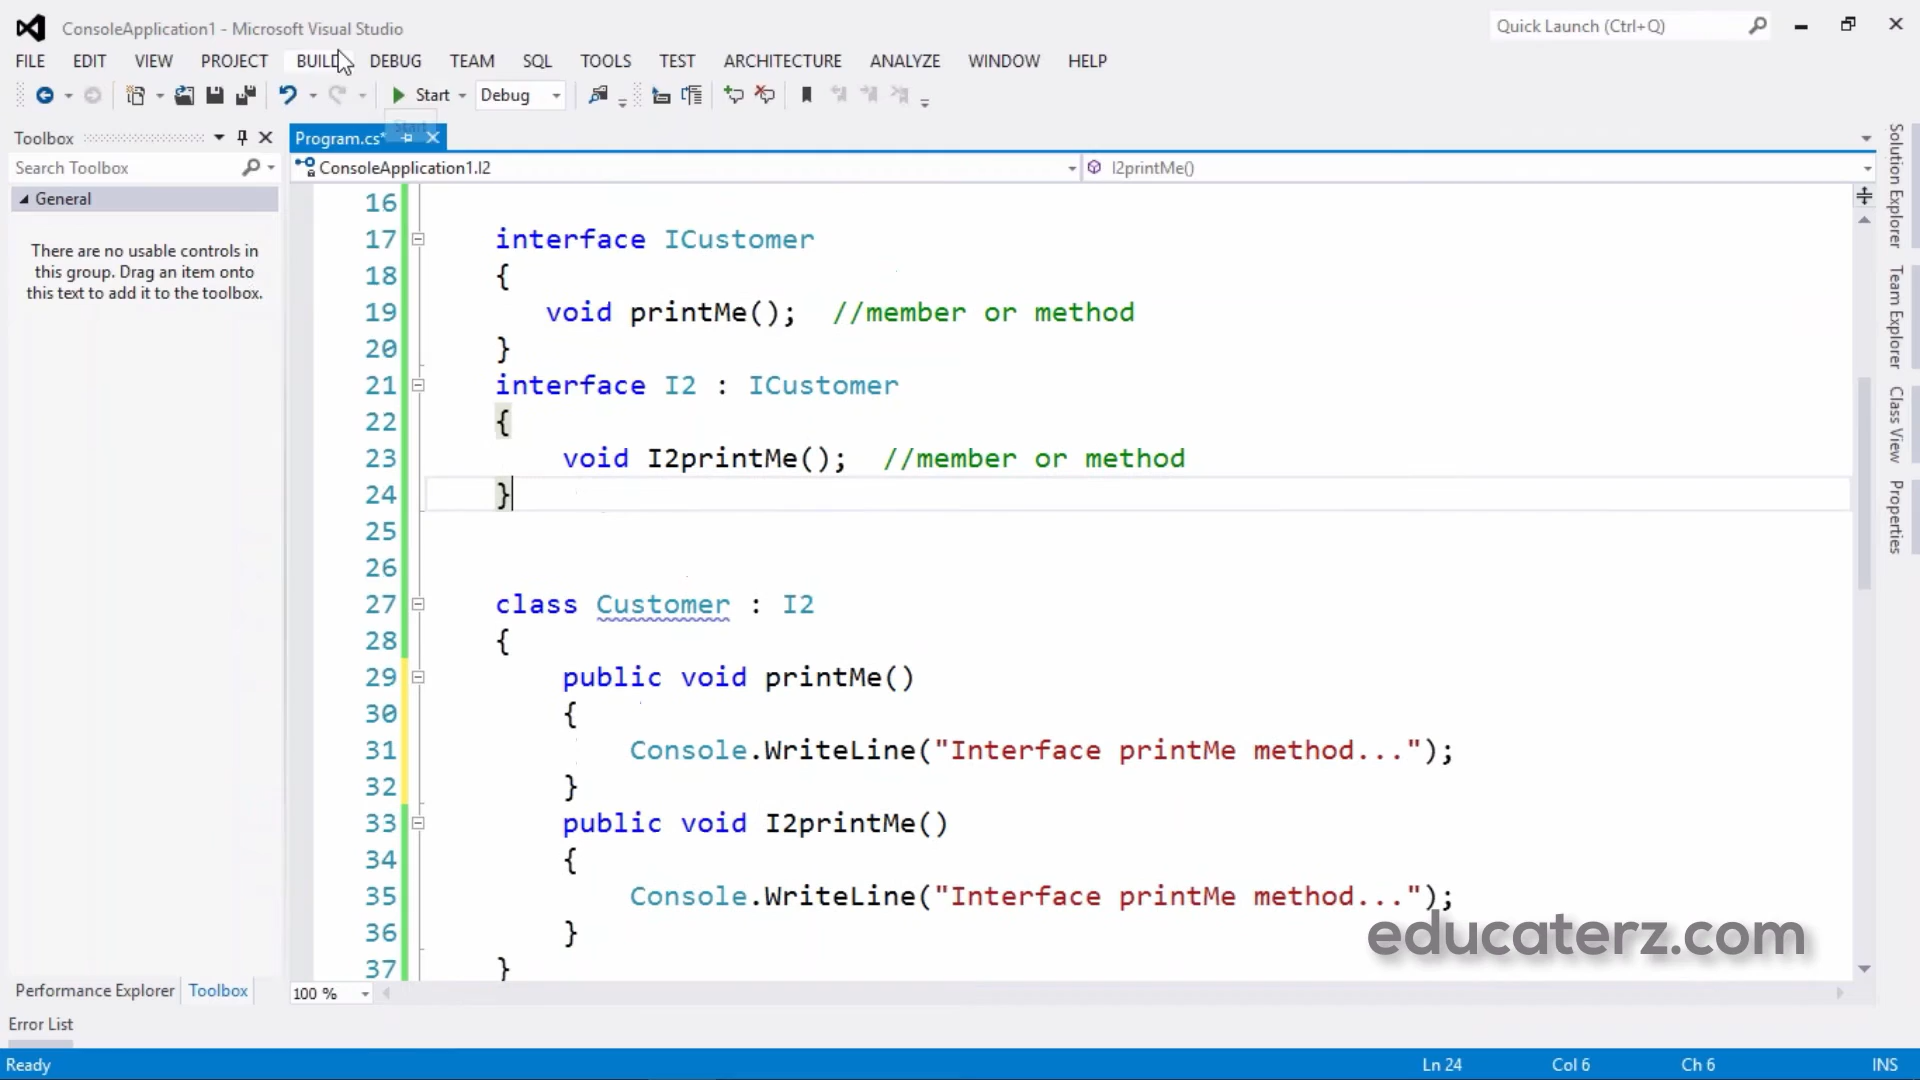 ConsoleApplication1 - Microsoft Visual Studio
Quick Launch (Ctrl+Q)
FILE EDIT VIEW PROJECT BUILD DEBUG TEAM SQL TOOLS TEST ARCHITECTURE ANALYZE WINDOW HELP
Start Debug
Start
Toolbox
Program.cs*
Search Toolbox
ConsoleApplication1.I2
I2printMe()
General
There are no usable controls in
this group. Drag an item onto
this text to add it to the toolbox.
16
17 interface ICustomer
18 {
19 void printMe(); //member or method
20 }
21 interface I2 : ICustomer
22 {
23 void I2printMe(); //member or method
24 }
25
26
27 class Customer : I2
28 {
29 public void printMe()
30 {
31 Console.WriteLine("Interface printMe method...");
32 }
33 public void I2printMe()
34 {
35 Console.WriteLine("Interface printMe method...");
36 }
37 }
educaterz.com
Solution Explorer
Team Explorer
Class View
Properties
Performance Explorer Toolbox
100 %
Error List
Ready
Ln 24 Col 6 Ch 6 INS